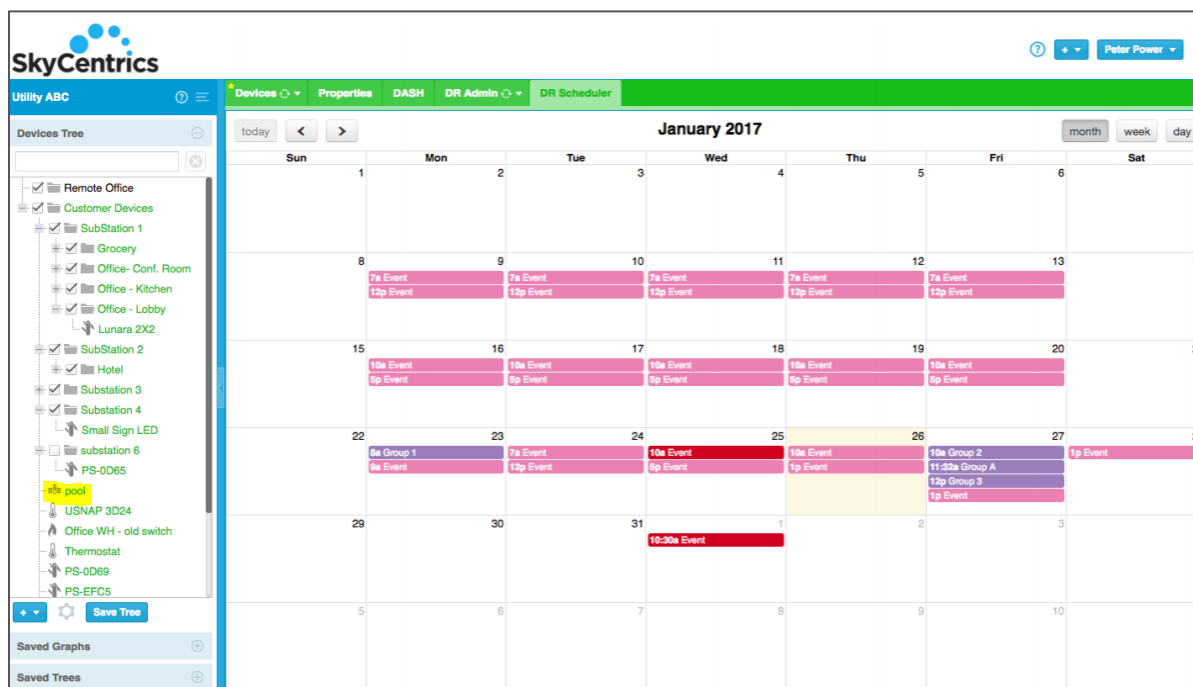 SkyCentrics
? + Peter Power
Utility ABC ?
Devices Properties DASH DR Admin DR Scheduler
Devices Tree
today < > January 2017 month week day
Sun Mon Tue Wed Thu Fri Sat
Remote Office
Customer Devices
SubStation 1
Grocery
Office- Conf. Room
Office - Kitchen
Office - Lobby
Lunara 2X2
SubStation 2
Hotel
Substation 3
Substation 4
Small Sign LED
substation 6
PS-0D65
pool
USNAP 3D24
Office WH - old switch
Thermostat
PS-0D69
PS-EFC5
+ Save Tree
Saved Graphs
Saved Trees
1 2 3 4 5 6
8 9 10 11 12 13
7a Event 7a Event 7a Event 7a Event 7a Event
12p Event 12p Event 12p Event 12p Event 12p Event
15 16 17 18 19 20
10a Event 10a Event 10a Event 10a Event 10a Event
5p Event 5p Event 5p Event 5p Event 5p Event
22 23 24 25 26 27
8a Group 1 7a Event 10a Event 10a Event 10a Group 2 1p Event
9a Event 12p Event 5p Event 1p Event 11:32a Group A
12p Group 3
1p Event
29 30 31 1 2 3
10:30a Event
5 6 7 8 9 10